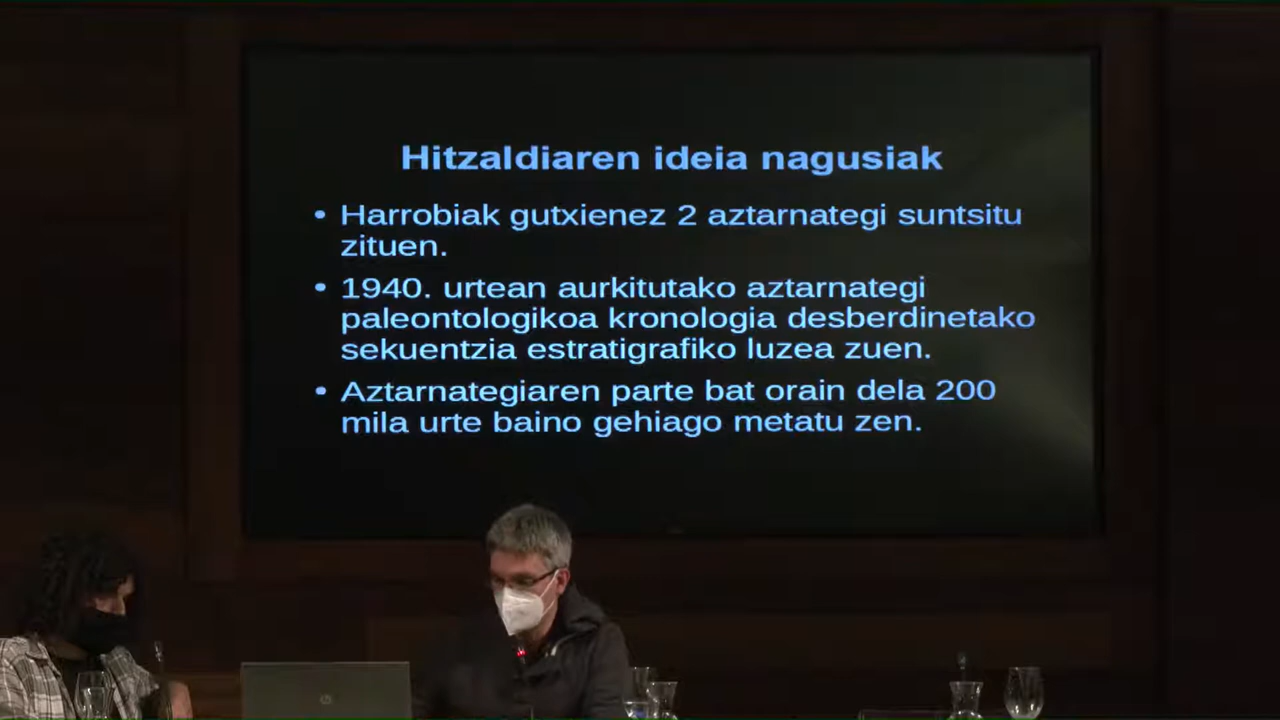 Hitzaldiaren ideia nagusiak
• Harrobiak gutxienez 2 aztarnategi suntsitu
zituen.
• 1940. urtean aurkitutako aztarnategi
paleontologikoa kronologia desberdinetako
sekuentzia estratigrafiko luzea zuen.
• Aztarnategiaren parte bat orain dela 200
mila urte baino gehiago metatu zen.